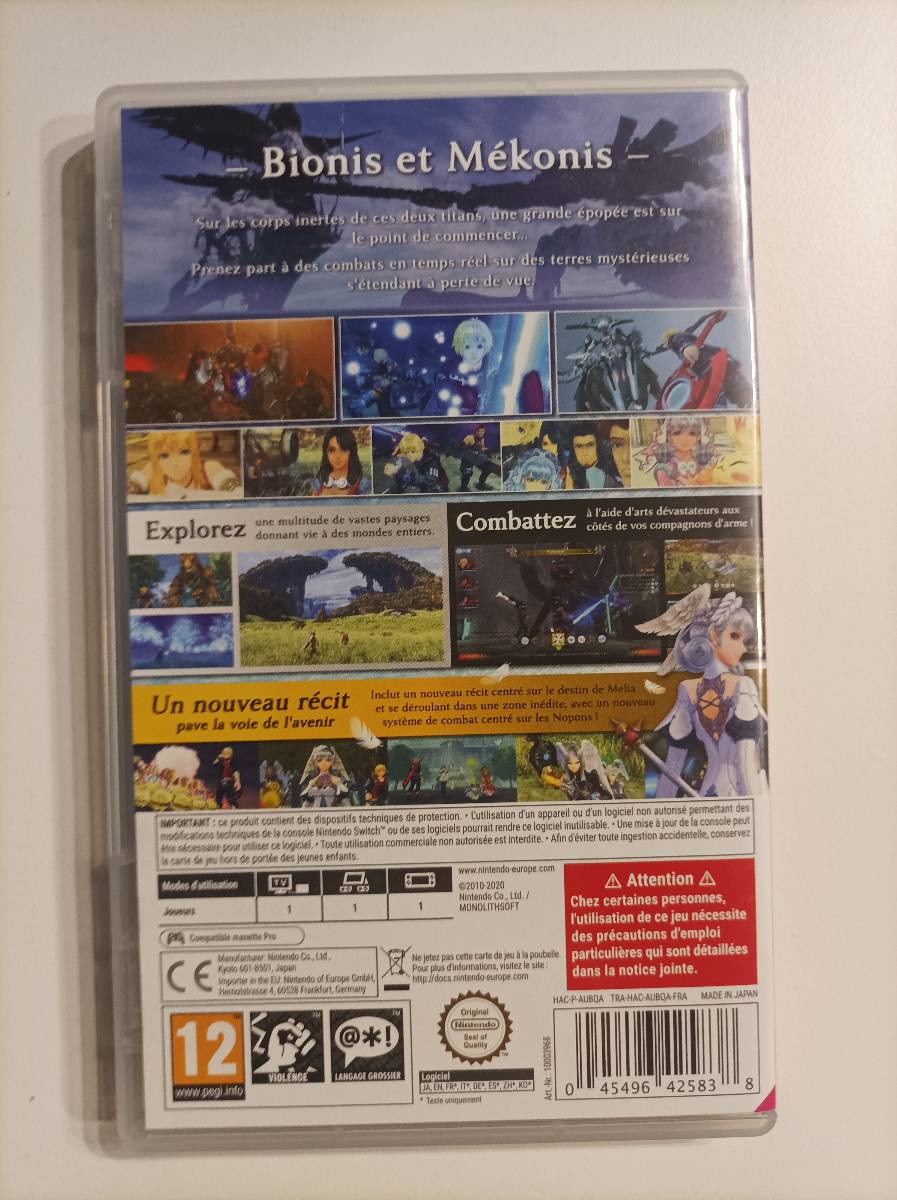 – Bionis et Mékonis –
Sur les corps inertes de ces deux titans, une grande épopée est sur
le point de commencer...
Prenez part à des combats en temps réel sur des terres mystérieuses
s'étendant à perte de vue.
Explorez
une multitude de vastes paysages
donnant vie à des mondes entiers.
Combattez
à l'aide d'arts dévastateurs aux
côtés de vos compagnons d'arme !
Un nouveau récit
pave la voie de l'avenir
Inclut un nouveau récit centré sur le destin de Melia
et se déroulant dans une zone inédite, avec un nouveau
système de combat centré sur les Nopons !
IMPORTANT : ce produit contient des dispositifs techniques de protection. • L'utilisation d'un appareil ou d'un logiciel non autorisé permettant des
modifications techniques de la console Nintendo Switch™ ou de ses logiciels pourrait rendre ce logiciel inutilisable. • Une mise à jour de la console peut
être nécessaire pour utiliser ce logiciel. • Toute utilisation commerciale non autorisée est interdite. • Afin d'éviter toute ingestion accidentelle, conservez
la carte de jeu hors de portée des jeunes enfants.
Modes d'utilisation
TV
Joueurs
1
1
1
www.nintendo-europe.com
©2010-2020
Nintendo Co., Ltd. /
MONOLITHSOFT
Compatible manette Pro
⚠ Attention ⚠
Chez certaines personnes,
l'utilisation de ce jeu nécessite
des précautions d'emploi
particulières qui sont détaillées
dans la notice jointe.
CE
Manufacturer: Nintendo Co., Ltd.,
Kyoto 601-8501, Japan
Importer in the EU: Nintendo of Europe GmbH,
Herriotstrasse 4, 60528 Frankfurt, Germany
Ne jetez pas cette carte de jeu à la poubelle.
Pour plus d'informations, visitez le site :
http://docs.nintendo-europe.com
HAC-P-AUBQA TRA-HAC-AUBQA-FRA MADE IN JAPAN
12
www.pegi.info
™
VIOLENCE
™
@*!
LANGAGE GROSSIER
Original
Nintendo
Seal of
Quality
™
Logiciel
JA, EN, FR*, IT*, DE*, ES*, ZH*, KO*
* Texte uniquement
Art.-Nr.: 10003968
0 45496 42583 8